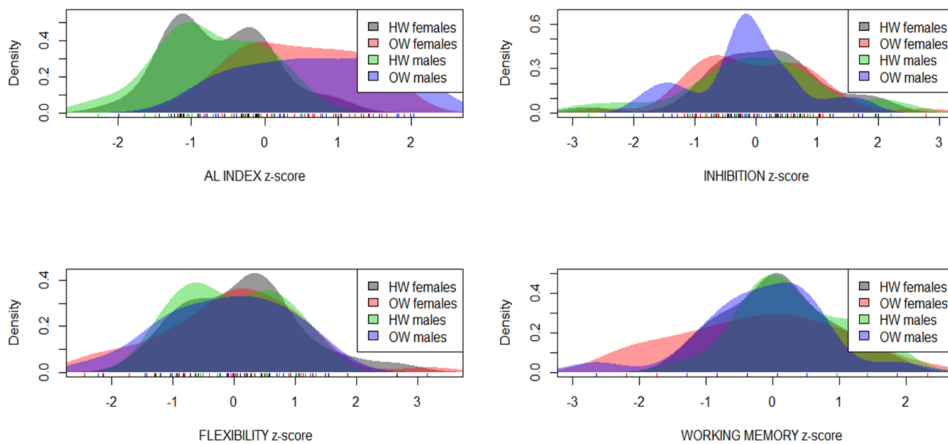 Density
0.0 0.2 0.4
HW females
OW females
HW males
OW males
-2 -1 0 1 2
AL INDEX z-score
Density
0.0 0.3 0.6
HW females
OW females
HW males
OW males
-3 -2 -1 0 1 2 3
INHIBITION z-score
Density
0.0 0.2 0.4
HW females
OW females
HW males
OW males
-2 -1 0 1 2 3
FLEXIBILITY z-score
Density
0.0 0.2 0.4
HW females
OW females
HW males
OW males
-3 -2 -1 0 1 2
WORKING MEMORY z-score